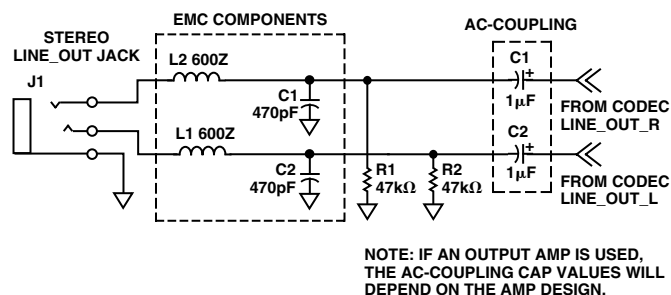 EMC COMPONENTS
AC-COUPLING
STEREO
LINE_OUT JACK
J1
L2 600Z
C1
470pF
C1
+
1µF
FROM CODEC
LINE_OUT_R
L1 600Z
C2
470pF
R1
47kΩ
R2
47kΩ
C2
+
1µF
FROM CODEC
LINE_OUT_L
NOTE: IF AN OUTPUT AMP IS USED,
THE AC-COUPLING CAP VALUES WILL
DEPEND ON THE AMP DESIGN.